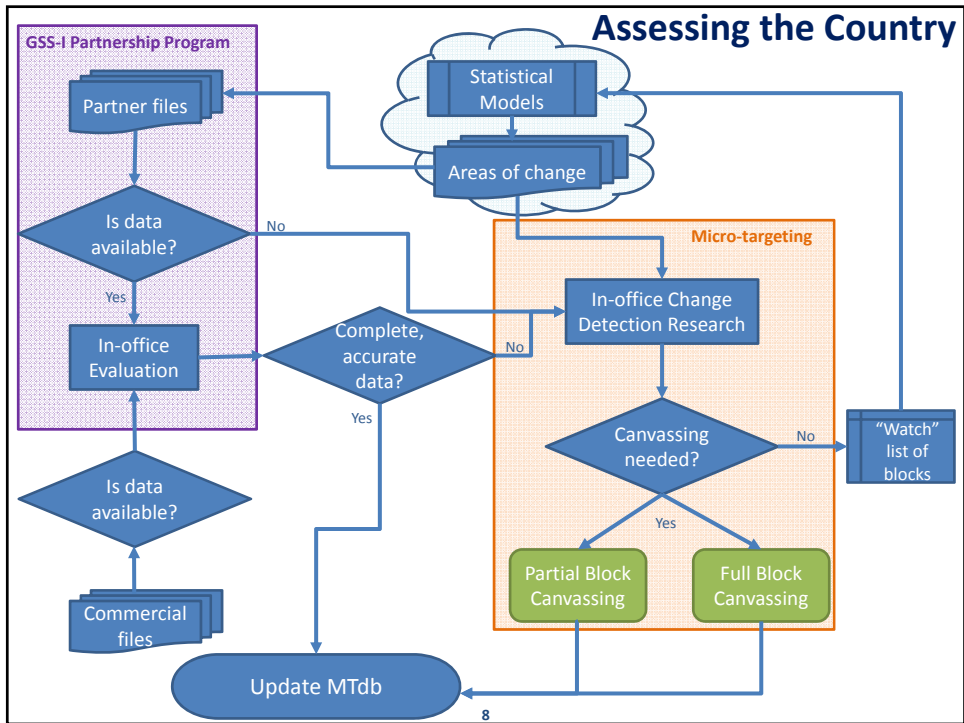 Assessing the Country
GSS-I Partnership Program
Partner files
Statistical
Models
Areas of change
Is data
available?
No
Yes
Micro-targeting
In-office
Evaluation
Complete,
accurate
data?
No
Yes
In-office Change
Detection Research
Canvassing
needed?
No
"Watch"
list of
blocks
Yes
Is data
available?
Commercial
files
Partial Block
Canvassing
Full Block
Canvassing
Update MTdb
8